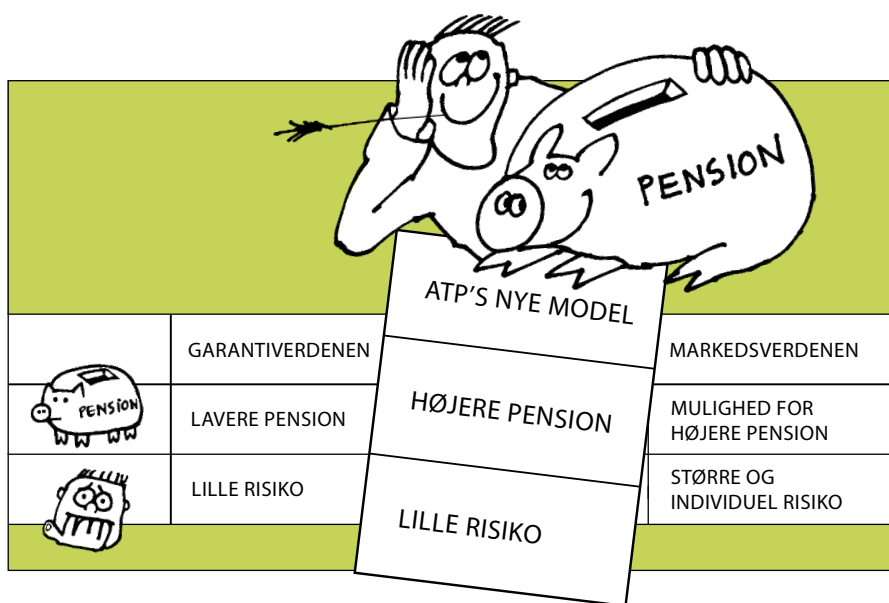 PENSION
ATP'S NYE MODEL
GARANTIVERDENEN
MARKEDSVERDENEN
PENSION
LAVERE PENSION
HØJERE PENSION
MULIGHED FOR
HØJERE PENSION
LILLE RISIKO
LILLE RISIKO
STØRRE OG
INDIVIDUEL RISIKO